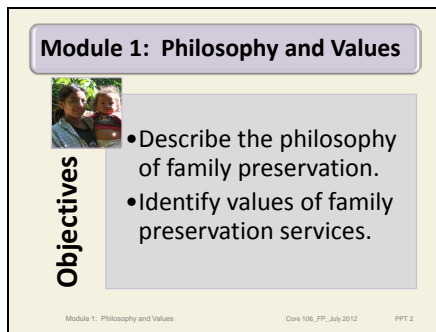 Module 1:  Philosophy and Values
Objectives
•Describe the philosophy
of family preservation.
•Identify values of family
preservation services.
Module 1:  Philosophy and Values
Core 106_FP_July 2012
PPT 2